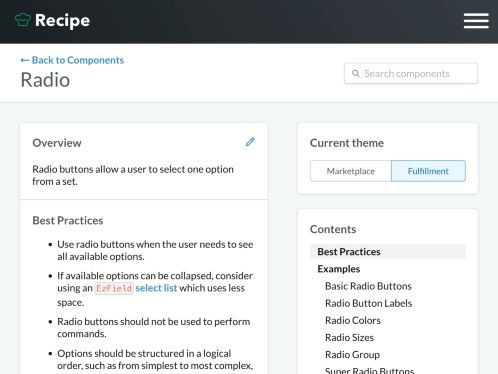 Recipe
← Back to Components
Radio
Search components
Overview
Radio buttons allow a user to select one option
from a set.
Best Practices
• Use radio buttons when the user needs to see
all available options.
• If available options can be collapsed, consider
using an EzField select list which uses less
space.
• Radio buttons should not be used to perform
commands.
• Options should be structured in a logical
order, such as from simplest to most complex,
Current theme
Marketplace Fulfillment
Contents
Best Practices
Examples
Basic Radio Buttons
Radio Button Labels
Radio Colors
Radio Sizes
Radio Group
Super Radio Buttons